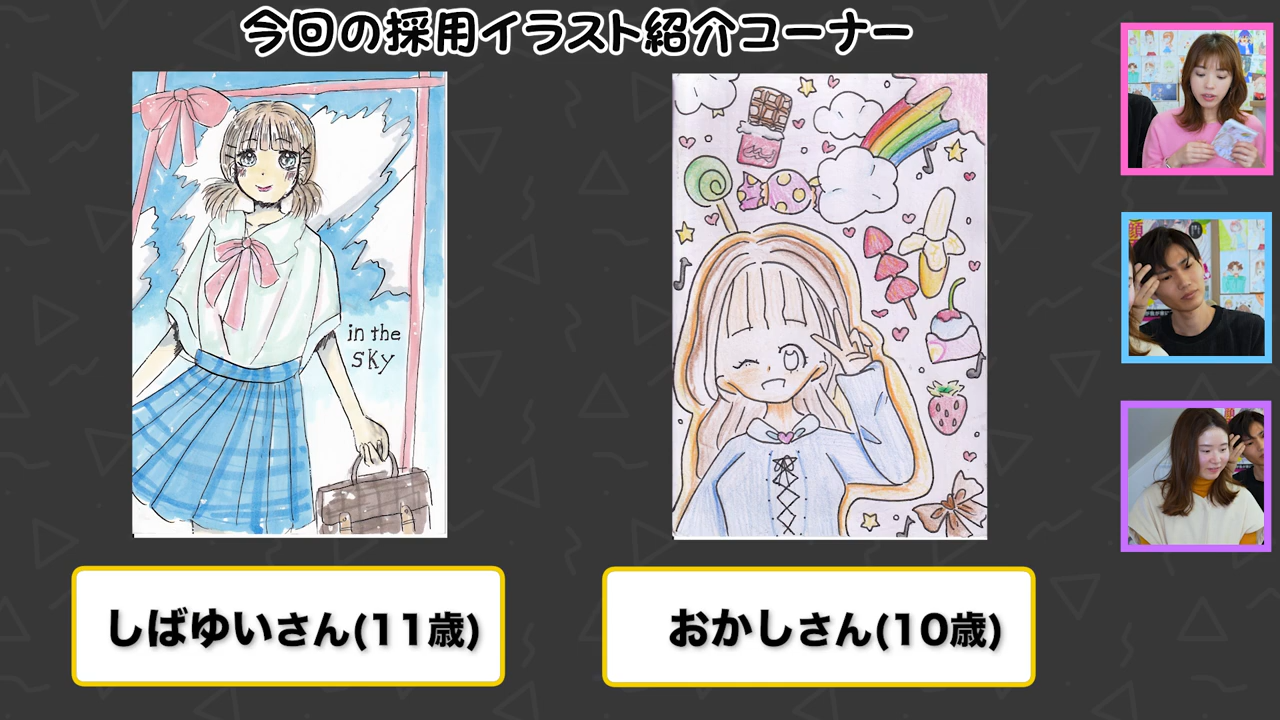 今回の採用イラスト紹介コーナー
in the
sky
しばゆいさん(11歳)
おかしさん(10歳)